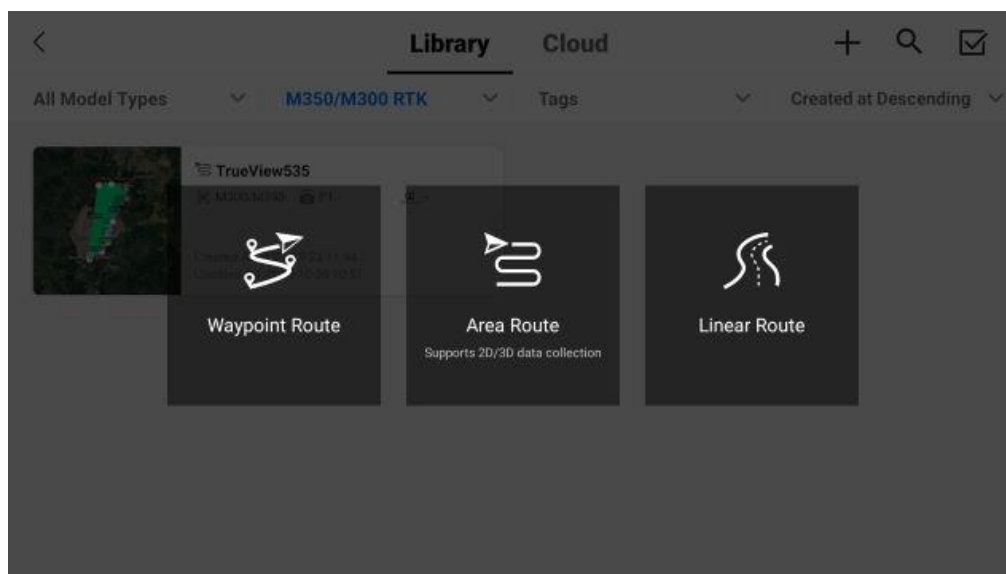 Library Cloud
All Model Types M350/M300 RTK Tags Created at Descending
TrueView535
Waypoint Route Area Route Linear Route
Supports 2D/3D data collection